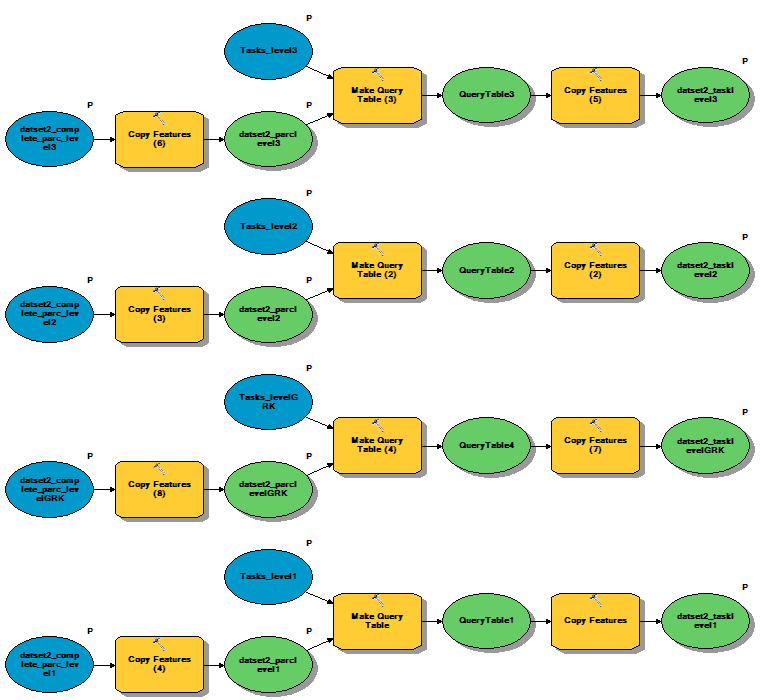 P
Tasks_level3
P
datset2_comp
lete_parc_lev
el3
Copy Features
(6)
P
datset2_parcl
evel3
Make Query
Table (3)
QueryTable3
Copy Features
(5)
P
datset2_taskl
evel3
P
Tasks_level2
P
datset2_comp
lete_parc_lev
el2
Copy Features
(3)
P
datset2_parcl
evel2
Make Query
Table (2)
QueryTable2
Copy Features
(2)
P
datset2_taskl
evel2
P
Tasks_levelG
RK
P
datset2_comp
lete_parc_lev
elGRK
Copy Features
(8)
P
datset2_parcl
evelGRK
Make Query
Table (4)
QueryTable4
Copy Features
(7)
P
datset2_taskl
evelGRK
P
Tasks_level1
P
datset2_comp
lete_parc_lev
el1
Copy Features
(4)
P
datset2_parcl
evel1
Make Query
Table
QueryTable1
Copy Features
P
datset2_taskl
evel1